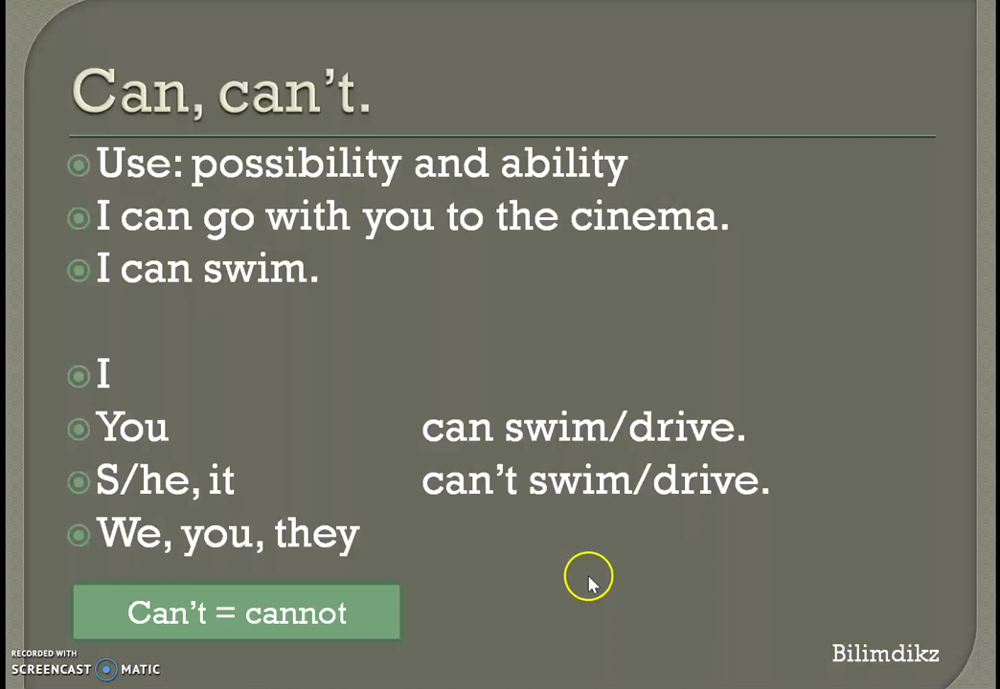 Can, can’t.
Use: possibility and ability
I can go with you to the cinema.
I can swim.
I
You can swim/drive.
S/he, it can’t swim/drive.
We, you, they
Can’t = cannot
RECORDED WITH
SCREENCAST MATIC
Bilimdikz